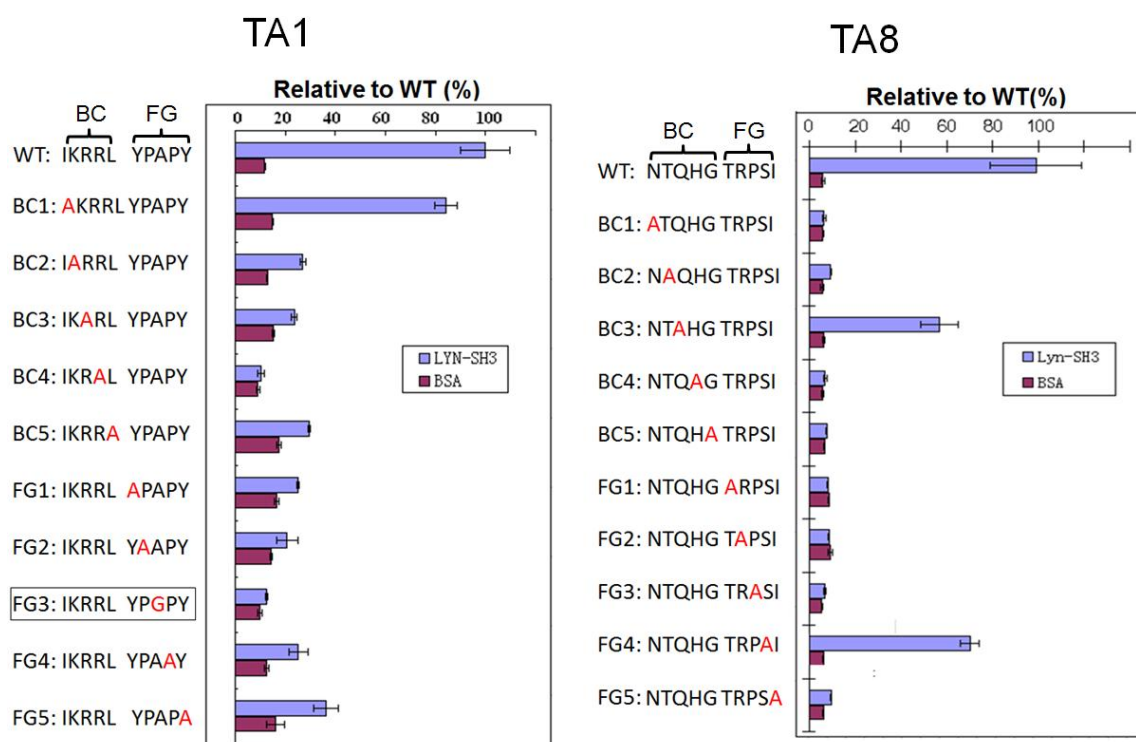 TA1
Relative to WT (%)
BC FG
0 20 40 60 80 100
WT: IKRRL YPAPY
BC1: AKRRL YPAPY
BC2: IARRL YPAPY
BC3: IKARL YPAPY
BC4: IKRAL YPAPY
BC5: IKRRA YPAPY
FG1: IKRRL APAPY
FG2: IKRRL YAAPY
FG3: IKRRL YPGPY
FG4: IKRRL YPAAY
FG5: IKRRL YPAPA
LYN-SH3
BSA
TA8
Relative to WT(%)
BC FG
0 20 40 60 80 100
WT: NTQHG TRPSI
BC1: ATQHG TRPSI
BC2: NAQHG TRPSI
BC3: NTAHG TRPSI
BC4: NTQAG TRPSI
BC5: NTQHA TRPSI
FG1: NTQHG ARPSI
FG2: NTQHG TAPSI
FG3: NTQHG TRASI
FG4: NTQHG TRPAI
FG5: NTQHG TRPSA
Lyn-SH3
BSA